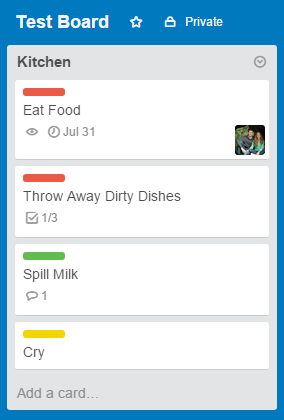 Test Board Private
Kitchen
Eat Food
Jul 31
Throw Away Dirty Dishes
1/3
Spill Milk
1
Cry
Add a card...